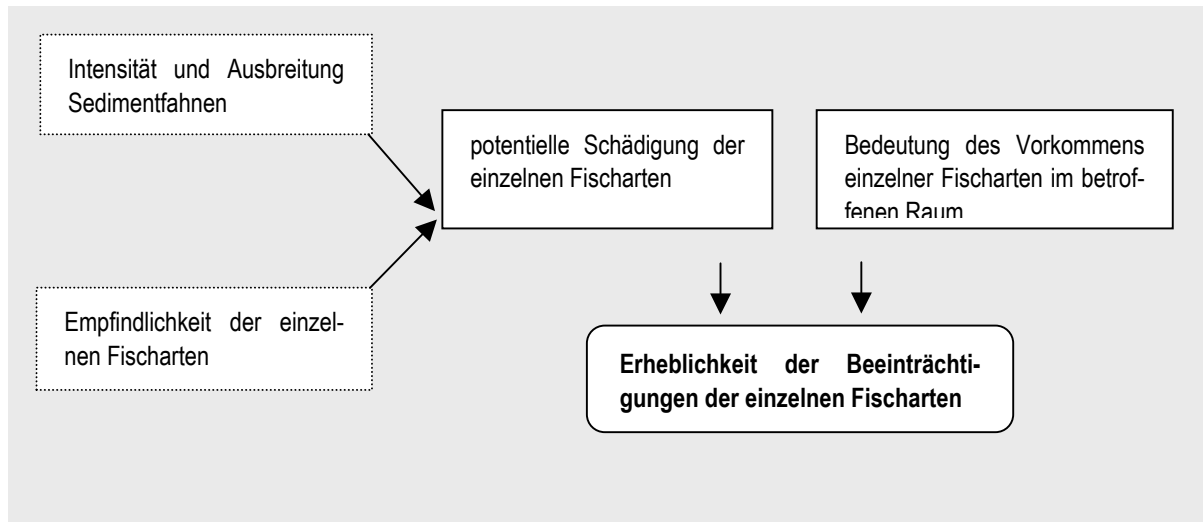 Intensität und Ausbreitung
Sedimentfahnen
potentielle Schädigung der
einzelnen Fischarten
Bedeutung des Vorkommens
einzelner Fischarten im betrof-
fenen Raum
Empfindlichkeit der einzel-
nen Fischarten
Erheblichkeit der Beeinträchti-
gungen der einzelnen Fischarten